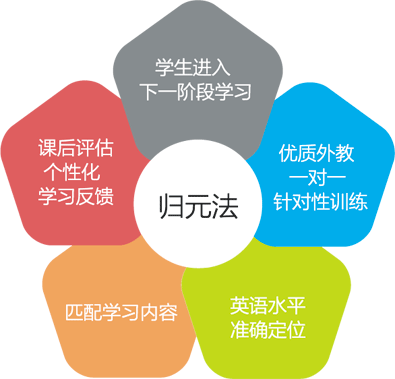 学生进入
下一阶段学习
优质外教
一对一
针对性训练
英语水平
准确定位
匹配学习内容
课后评估
个性化
学习反馈
归元法